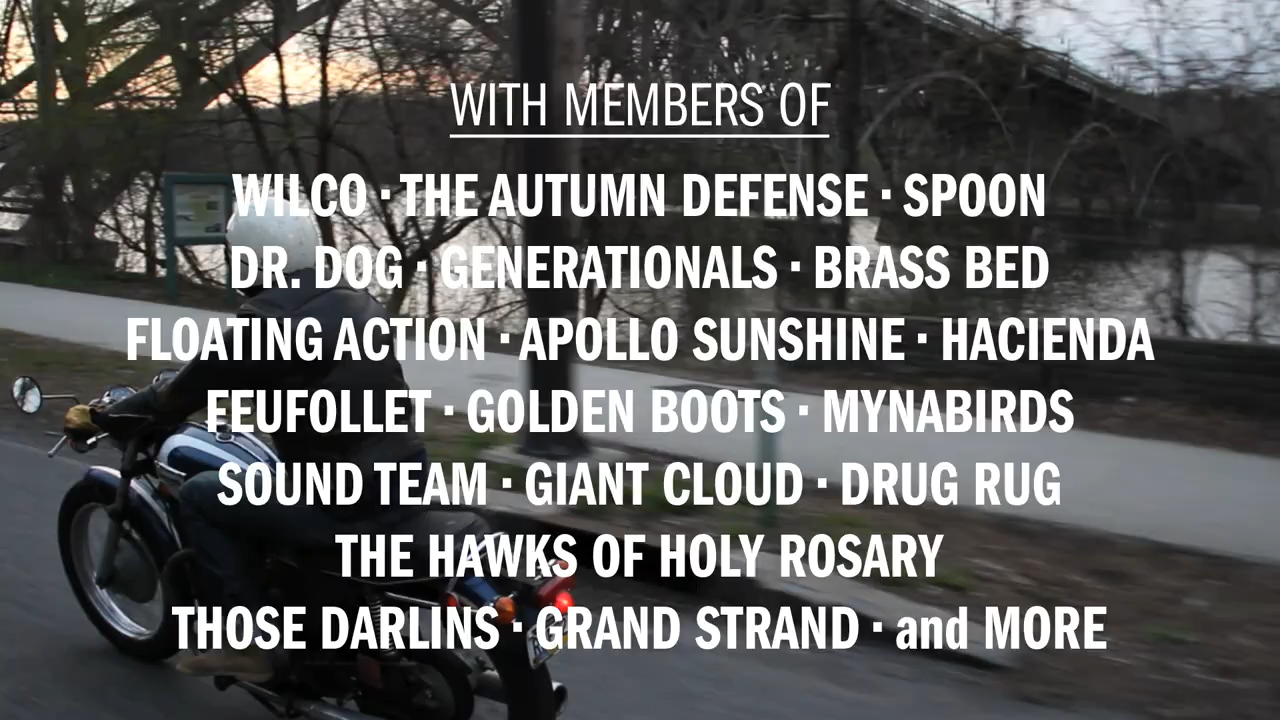 WITH MEMBERS OF
WILCO · THE AUTUMN DEFENSE · SPOON
DR. DOG · GENERATIONALS · BRASS BED
FLOATING ACTION · APOLLO SUNSHINE · HACIENDA
FEUFOLLET · GOLDEN BOOTS · MYNABIRDS
SOUND TEAM · GIANT CLOUD · DRUG RUG
THE HAWKS OF HOLY ROSARY
THOSE DARLINS · GRAND STRAND · and MORE